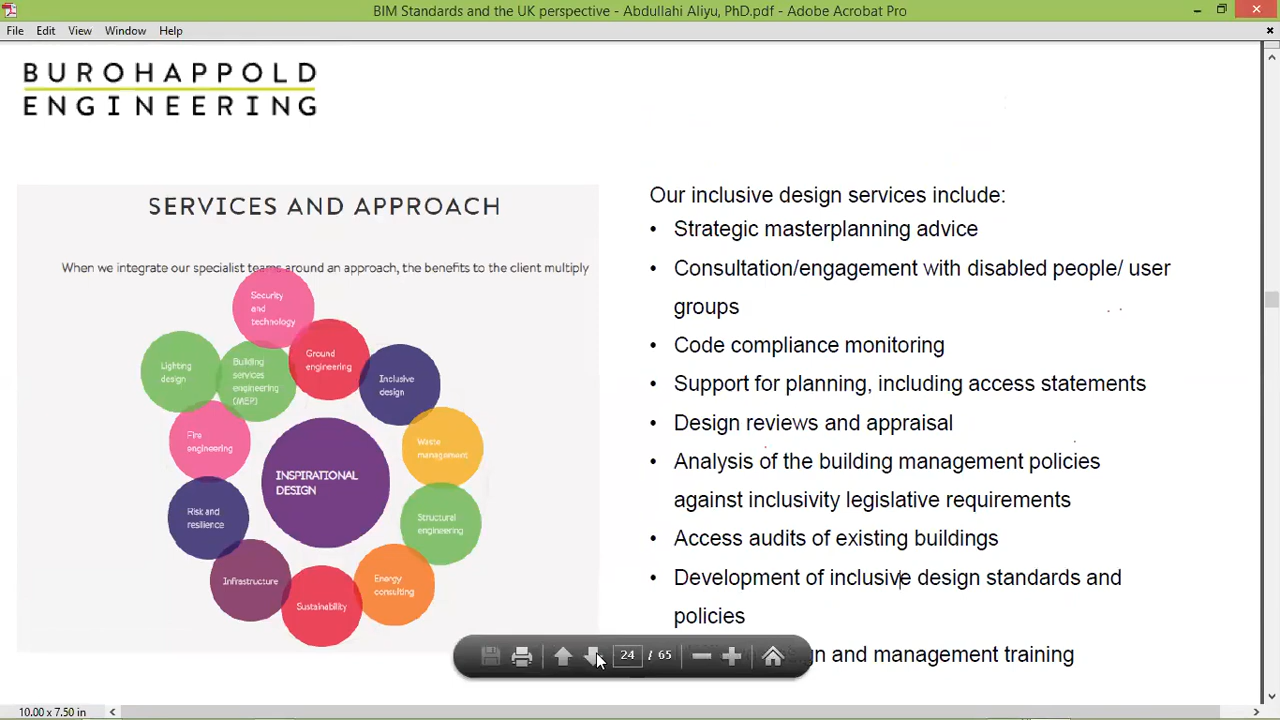 BIM Standards and the UK perspective - Abdullahi Aliyu, PhD.pdf - Adobe Acrobat Pro
File Edit View Window Help
BUROHAPPOLD
ENGINEERING
SERVICES AND APPROACH
When we integrate our specialist teams around an approach, the benefits to the client multiply
Security
and
technology
Ground
engineering
Lighting
design
Building
services
engineering
(MEP)
Inclusive
design
Fire
engineering
Waste
management
INSPIRATIONAL
DESIGN
Risk and
resilience
Structural
engineering
Infrastructure
Energy
consulting
Sustainability
Our inclusive design services include:
• Strategic masterplanning advice
• Consultation/engagement with disabled people/ user
groups
• Code compliance monitoring
• Support for planning, including access statements
• Design reviews and appraisal
• Analysis of the building management policies
against inclusivity legislative requirements
• Access audits of existing buildings
• Development of inclusive design standards and
policies
and management training
24 / 65
10.00 x 7.50 in